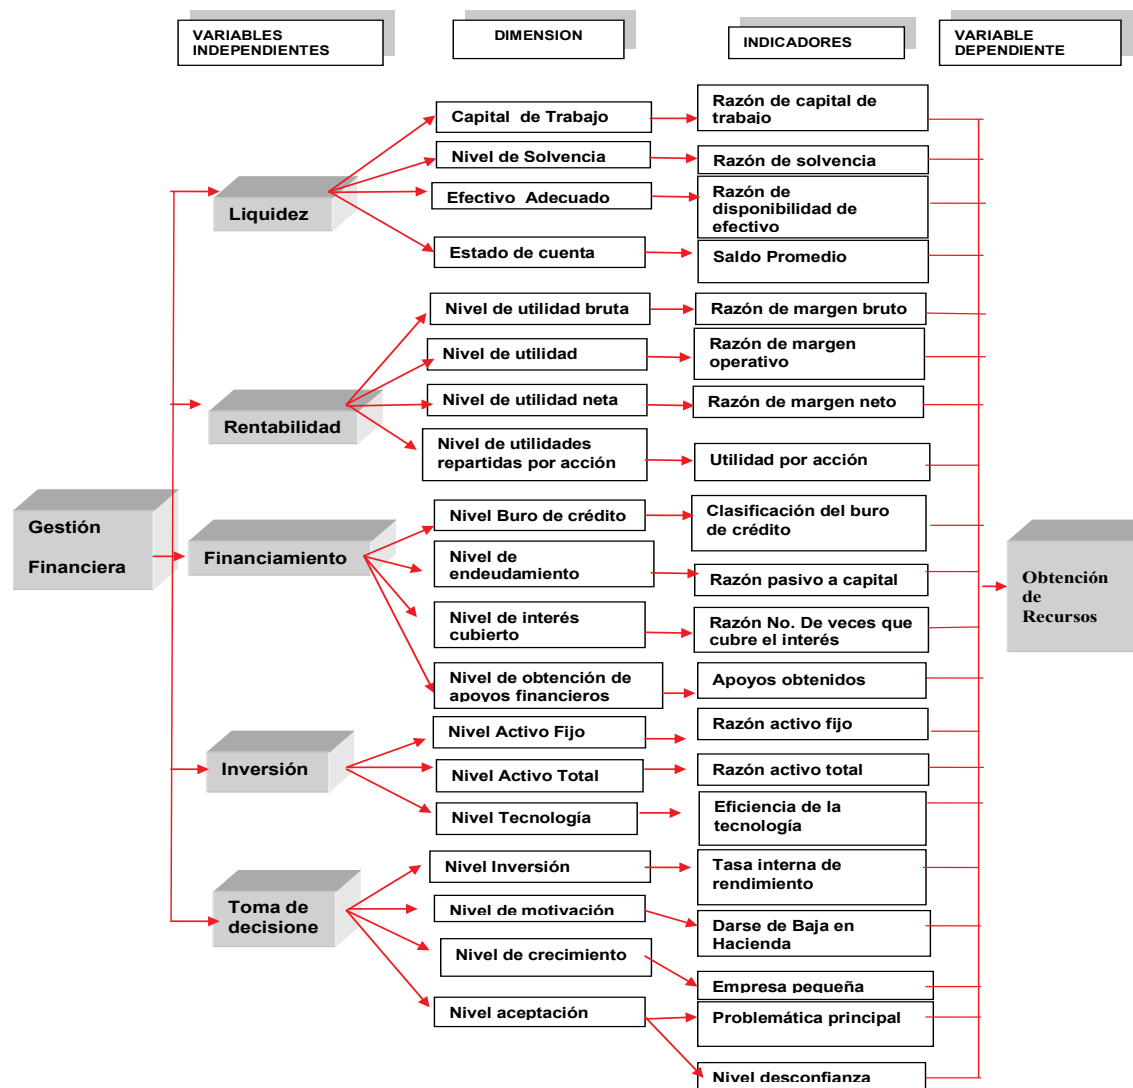 VARIABLES
INDEPENDIENTES
DIMENSION
INDICADORES
VARIABLE
DEPENDIENTE
Gestión
Financiera
Liquidez
Capital de Trabajo
Razón de capital de
trabajo
Nivel de Solvencia
Razón de solvencia
Efectivo Adecuado
Razón de
disponibilidad de
efectivo
Estado de cuenta
Saldo Promedio
Rentabilidad
Nivel de utilidad bruta
Razón de margen bruto
Nivel de utilidad
Razón de margen
operativo
Nivel de utilidad neta
Razón de margen neto
Nivel de utilidades
repartidas por acción
Utilidad por acción
Financiamiento
Nivel Buro de crédito
Clasificación del buro
de crédito
Nivel de
endeudamiento
Razón pasivo a capital
Nivel de interés
cubierto
Razón No. De veces que
cubre el interés
Nivel de obtención de
apoyos financieros
Apoyos obtenidos
Inversión
Nivel Activo Fijo
Razón activo fijo
Nivel Activo Total
Razón activo total
Nivel Tecnología
Eficiencia de la
tecnología
Toma de
decisione
Nivel Inversión
Tasa interna de
rendimiento
Nivel de motivación
Darse de Baja en
Hacienda
Nivel de crecimiento
Empresa pequeña
Nivel aceptación
Problemática principal
Nivel desconfianza
Obtención
de
Recursos